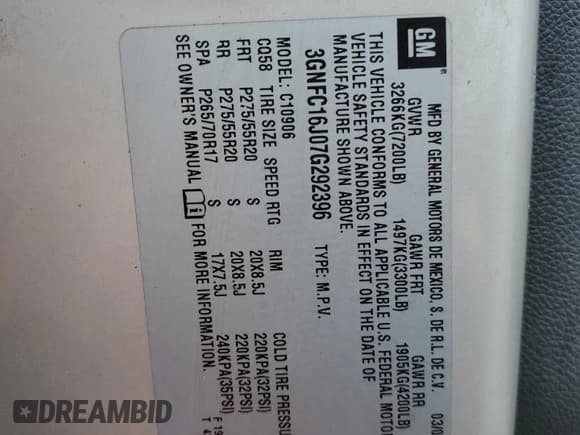 GM
®
MFD BY GENERAL MOTORS DE MEXICO, S. DE R.L. DE C.V. 03/0
GVWR GAWR FRT GAWR RR
3266KG(7200LB) 1497KG(3300LB) 1905KG(4200LB)
THIS VEHICLE CONFORMS TO ALL APPLICABLE U.S. FEDERAL MOTO
VEHICLE SAFETY STANDARDS IN EFFECT ON THE DATE OF
MANUFACTURE SHOWN ABOVE.
3GNFC16J07G292396 TYPE: M.P.V.
MODEL: C10906
CQ58 TIRE SIZE SPEED RTG RIM COLD TIRE PRESSU
FRT P275/55R20 S 20X8.5J 220KPA(32PSI)
RR P275/55R20 S 20X8.5J 220KPA(32PSI)
SPA P265/70R17 S 17X7.5J 240KPA(35PSI)
SEE OWNER'S MANUAL i FOR MORE INFORMAT
DREAMBID